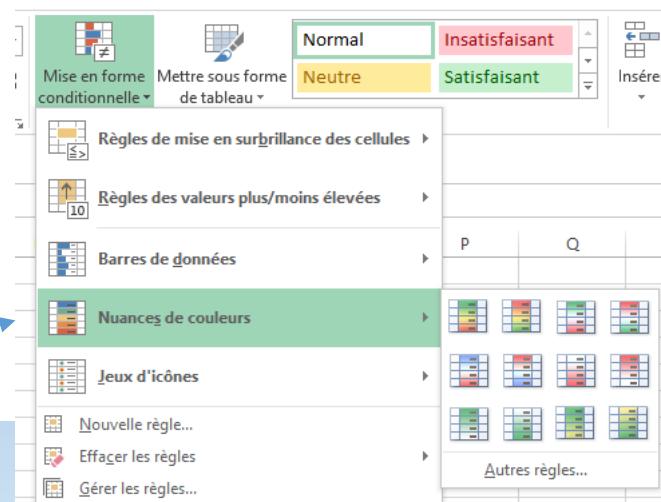 Normal
Insatisfaisant
Mise en forme
conditionnelle
Mettre sous forme
de tableau
Neutre
Satisfaisant
Insére
Règles de mise en surbrillance des cellules
10
Règles des valeurs plus/moins élevées
P
Q
Barres de données
Nuances de couleurs
Jeux d'icônes
Nouvelle règle...
Effacer les règles
Autres règles...
Gérer les règles...